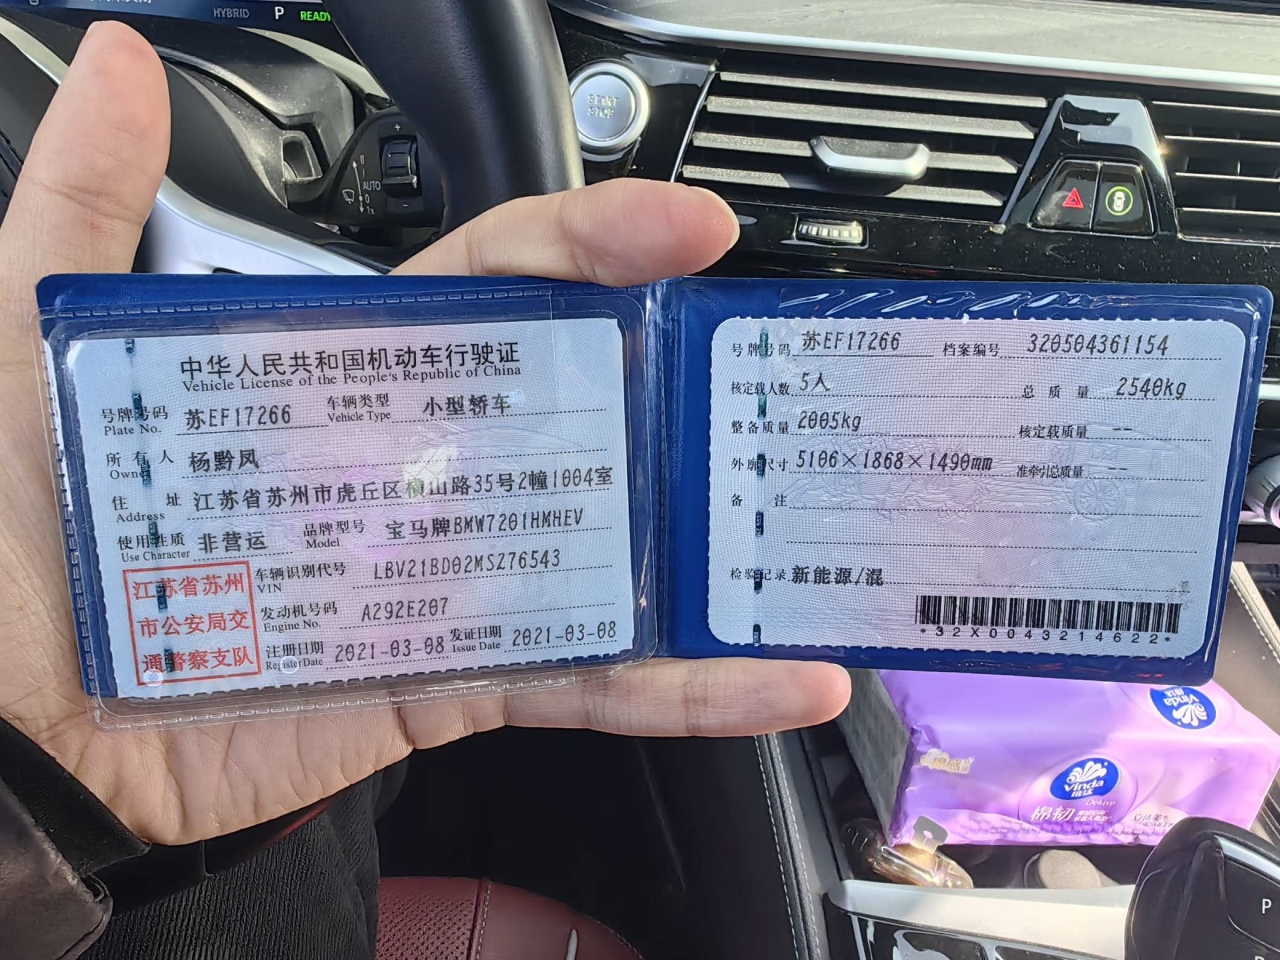 HYBRID P READY
START
STOP
AUTO
0
中华人民共和国机动车行驶证
Vehicle License of the People's Republic of China
号牌号码 苏EF17266 车辆类型 小型轿车
Plate No. Vehicle Type
所有人 杨黔凤
Owner
住址 江苏省苏州市虎丘区横山路35号2幢1004室
Address
使用性质 非营运 品牌型号 宝马牌BMW7201HMHEV
Use Character Model
江苏省苏州
市公安局交
通警察支队
车辆识别代号 LBV21BD02MSZ76543
VIN
发动机号码 A292E207
Engine No.
注册日期 2021-03-08 发证日期 2021-03-08
Register Date Issue Date
号牌号码 苏EF17266 档案编号 320504361154
核定载人数 5人 总质量 2540kg
整备质量 2005kg 核定载质量 --
外廓尺寸 5106×1868×1490mm 准牵引总质量 --
备注
检验记录 新能源/混
*32X0043214622*
Vinda
Vinda
维达
Deluxe
棉韧
P